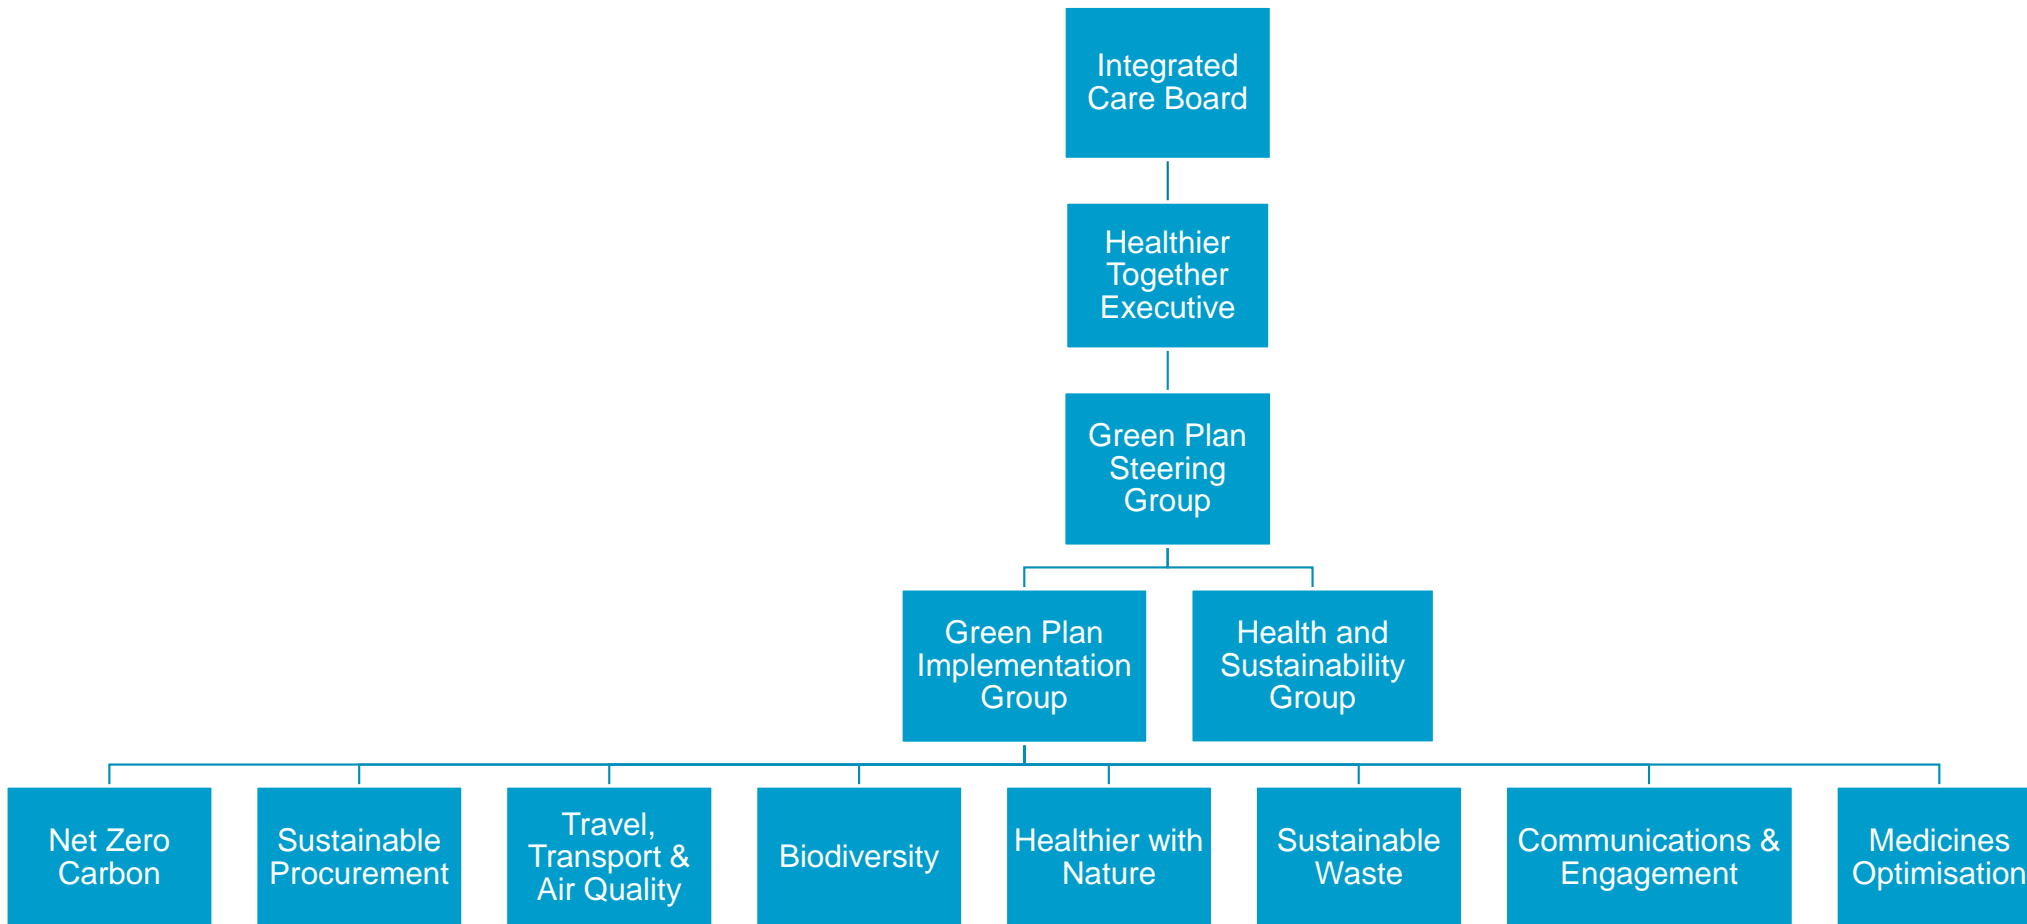 Integrated
Care Board
Healthier
Together
Executive
Green Plan
Steering
Group
Green Plan
Implementation
Group
Health and
Sustainability
Group
Net Zero
Carbon
Sustainable
Procurement
Travel,
Transport &
Air Quality
Biodiversity
Healthier with
Nature
Sustainable
Waste
Communications &
Engagement
Medicines
Optimisation